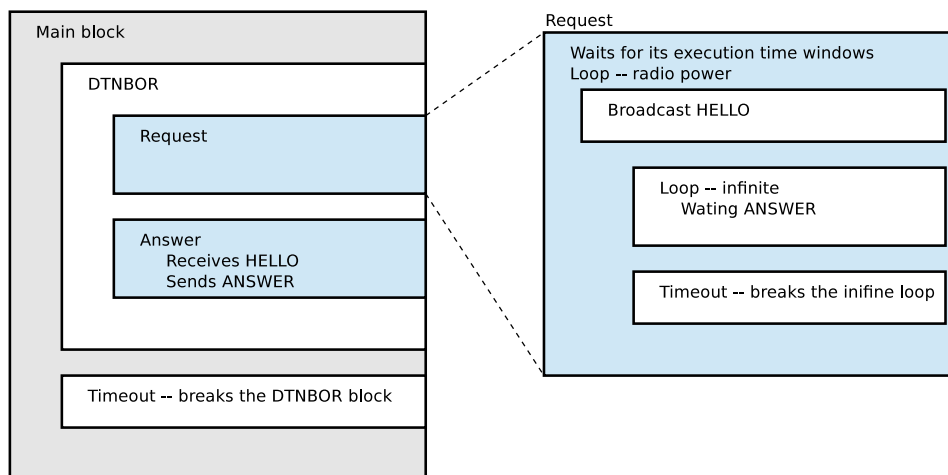 Main block
DTNBOR
Request
Answer
Receives HELLO
Sends ANSWER
Timeout -- breaks the DTNBOR block
Request
Waits for its execution time windows
Loop -- radio power
Broadcast HELLO
Loop -- infinite
Wating ANSWER
Timeout -- breaks the inifine loop